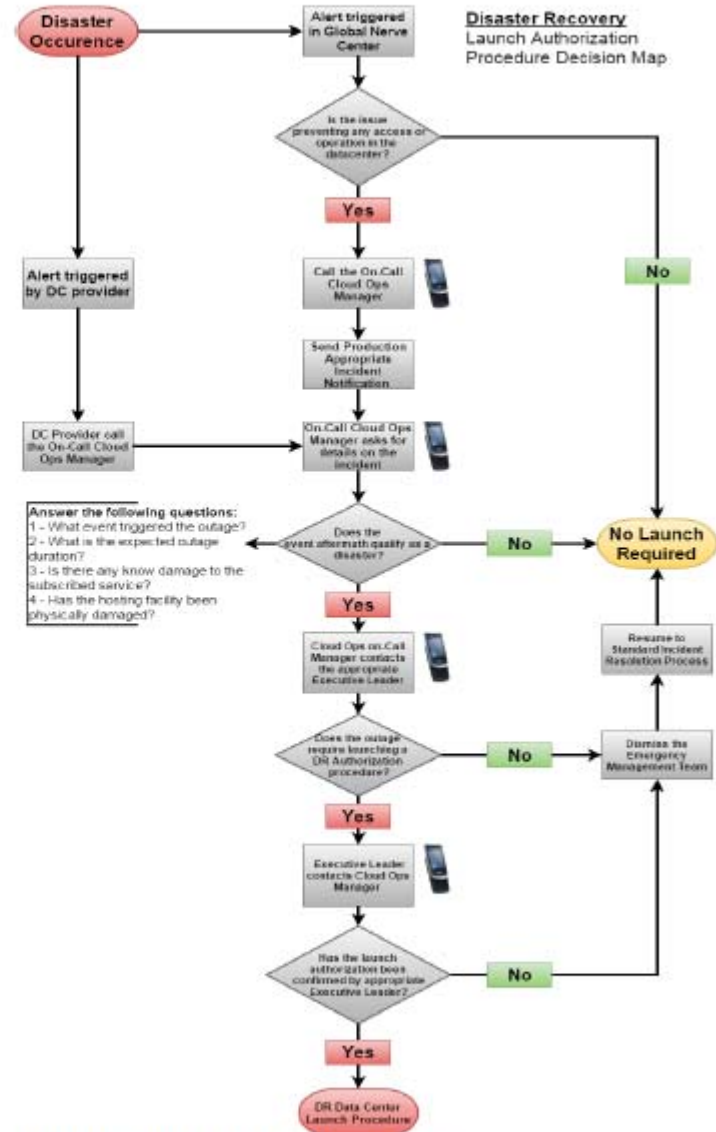 Disaster
Occurence
Alert triggered
in Global Nerve
Center
Disaster Recovery
Launch Authorization
Procedure Decision Map
Is the issue
preventing any access or
operation in the
datacenter?
Yes
No
Alert triggered
by DC provider
Call the On-Call
Cloud Ops
Manager
Send Production
Appropriate
Incident
Notification
DC Provider call
the On-Call Cloud
Ops Manager
On-Call Cloud Ops
Manager asks for
details on the
incident
Answer the following questions:
1 - What event triggered the outage?
2 - What is the expected outage
duration?
3 - Is there any know damage to the
subscribed service?
4 - Has the hosting facility been
physically damaged?
Does the
event aftermath qualify as a
disaster?
No
No Launch
Required
Yes
Cloud Ops on-Call
Manager contacts
the appropriate
Executive Leader
Resume to
Standard Incident
Resolution Process
Does the outage
require launching a
DR Authorization
procedure?
No
Dismiss the
Emergency
Management Team
Yes
Executive Leader
contacts Cloud Ops
Manager
Has the launch
authorization been
confirmed by appropriate
Executive Leader?
No
Yes
DR Data Center
Launch Procedure